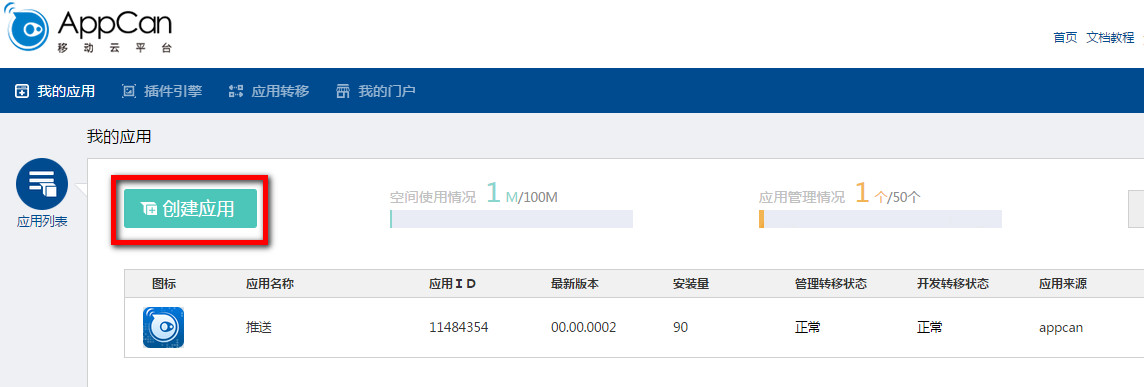 AppCan
移动云平台
首页 文档教程
我的应用 插件引擎 应用转移 我的门户
我的应用
应用列表
创建应用
空间使用情况 1 M/100M
应用管理情况 1 个/50个
图标 应用名称 应用ＩＤ 最新版本 安装量 管理转移状态 开发转移状态 应用来源
推送 11484354 00.00.0002 90 正常 正常 appcan